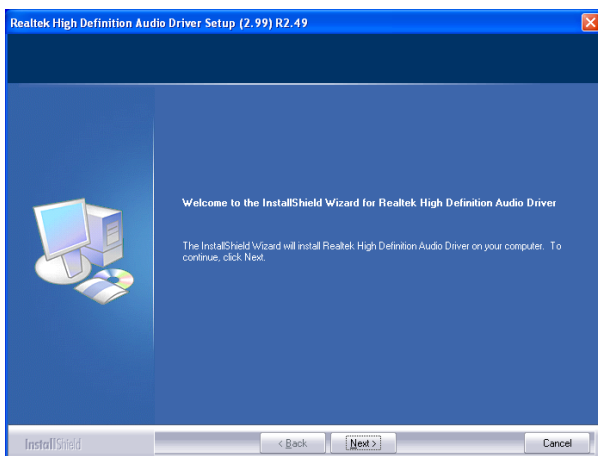 Realtek High Definition Audio Driver Setup (2.99) R2.49
Welcome to the InstallShield Wizard for Realtek High Definition Audio Driver
The InstallShield Wizard will install Realtek High Definition Audio Driver on your computer. To
continue, click Next.
InstallShield
< Back
Next >
Cancel